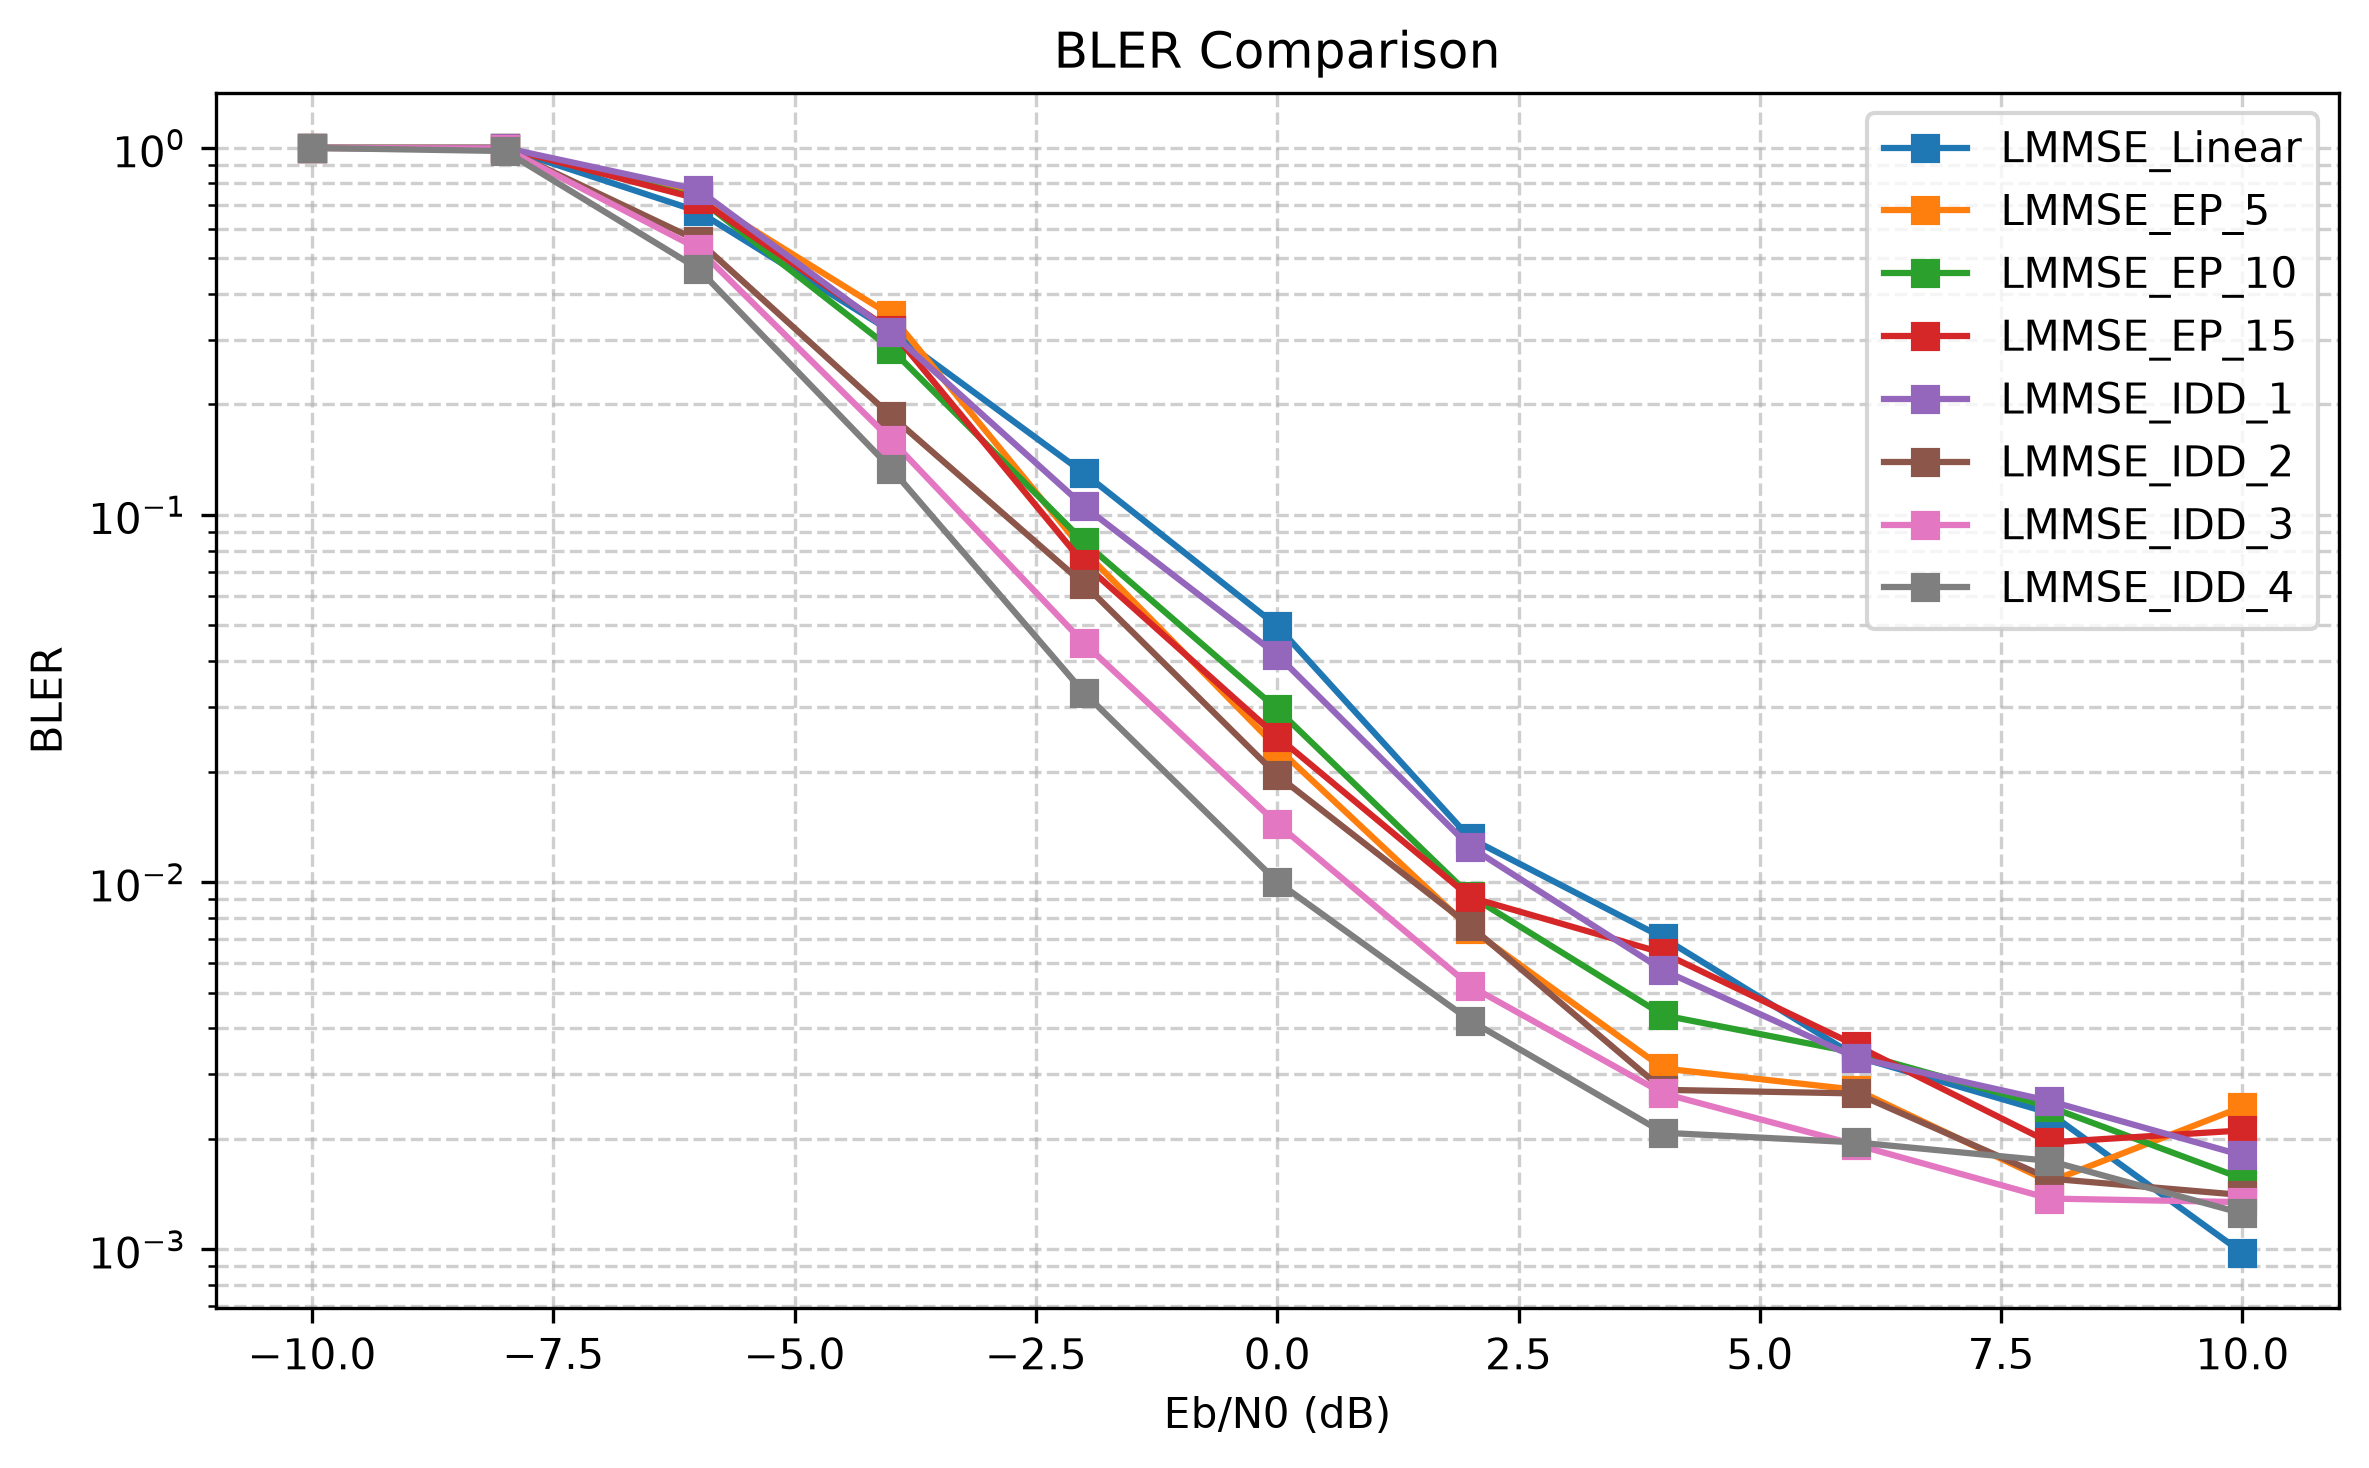 BLER Comparison
BLER
10⁰
10⁻¹
10⁻²
10⁻³
−10.0 −7.5 −5.0 −2.5 0.0 2.5 5.0 7.5 10.0
Eb/N0 (dB)
LMMSE_Linear
LMMSE_EP_5
LMMSE_EP_10
LMMSE_EP_15
LMMSE_IDD_1
LMMSE_IDD_2
LMMSE_IDD_3
LMMSE_IDD_4